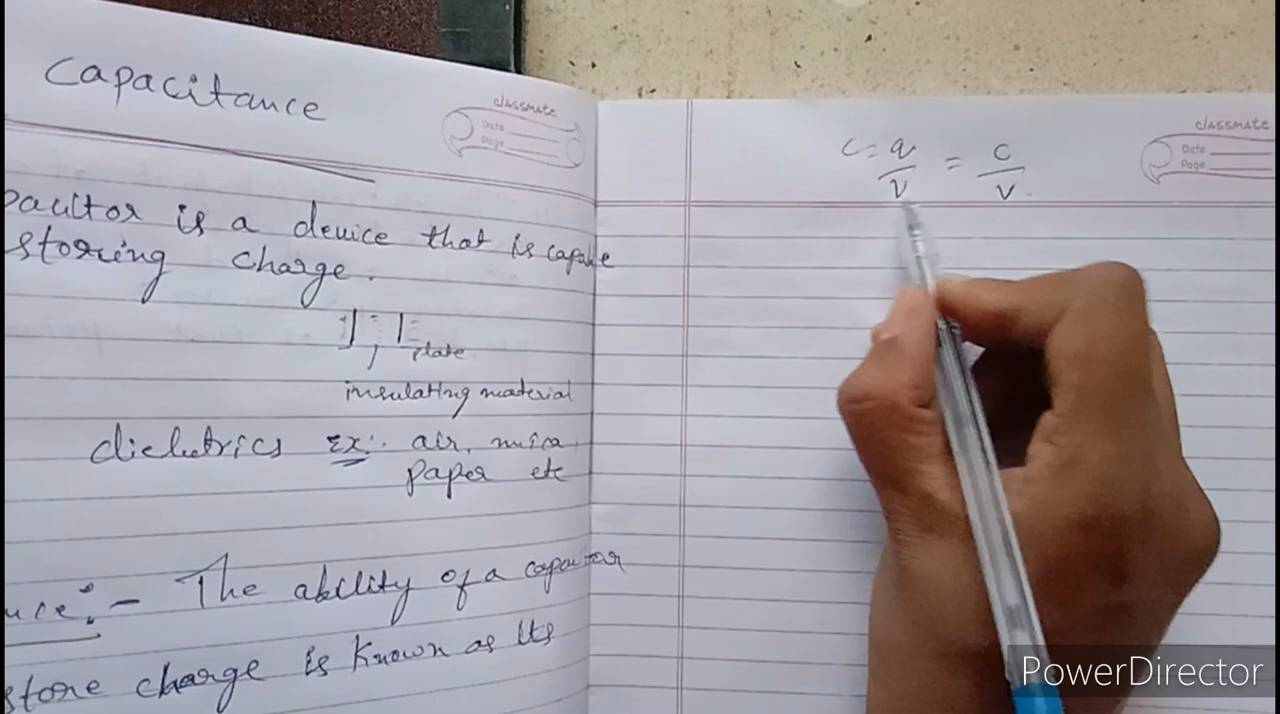 Capacitance
classmate
Date
Page
pacitor is a device that is capable
storing charge.
plate
insulating material
dielectrics Ex:- air, mica,
paper etc
nce:- The ability of a capacitor
store charge is known as its
classmate
Date
Page
C = q/V = C/V
PowerDirector